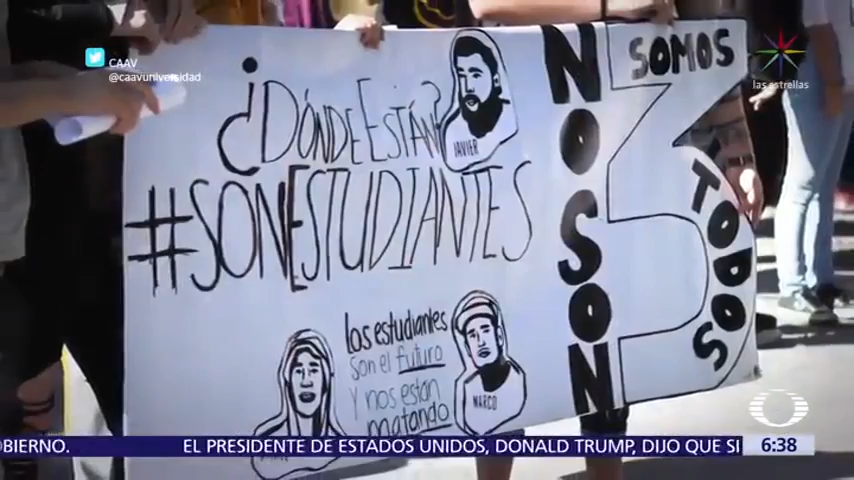 CAAV
@caavuniversidad
las estrellas
¿DÓNDE ESTÁN?
JAVIER
#SONESTUDIANTES
NO SON
3
SOMOS
TODOS
los estudiantes
son el futuro
Y nos están
matando
MARCO
OBIERNO. EL PRESIDENTE DE ESTADOS UNIDOS, DONALD TRUMP, DIJO QUE SI
6:38